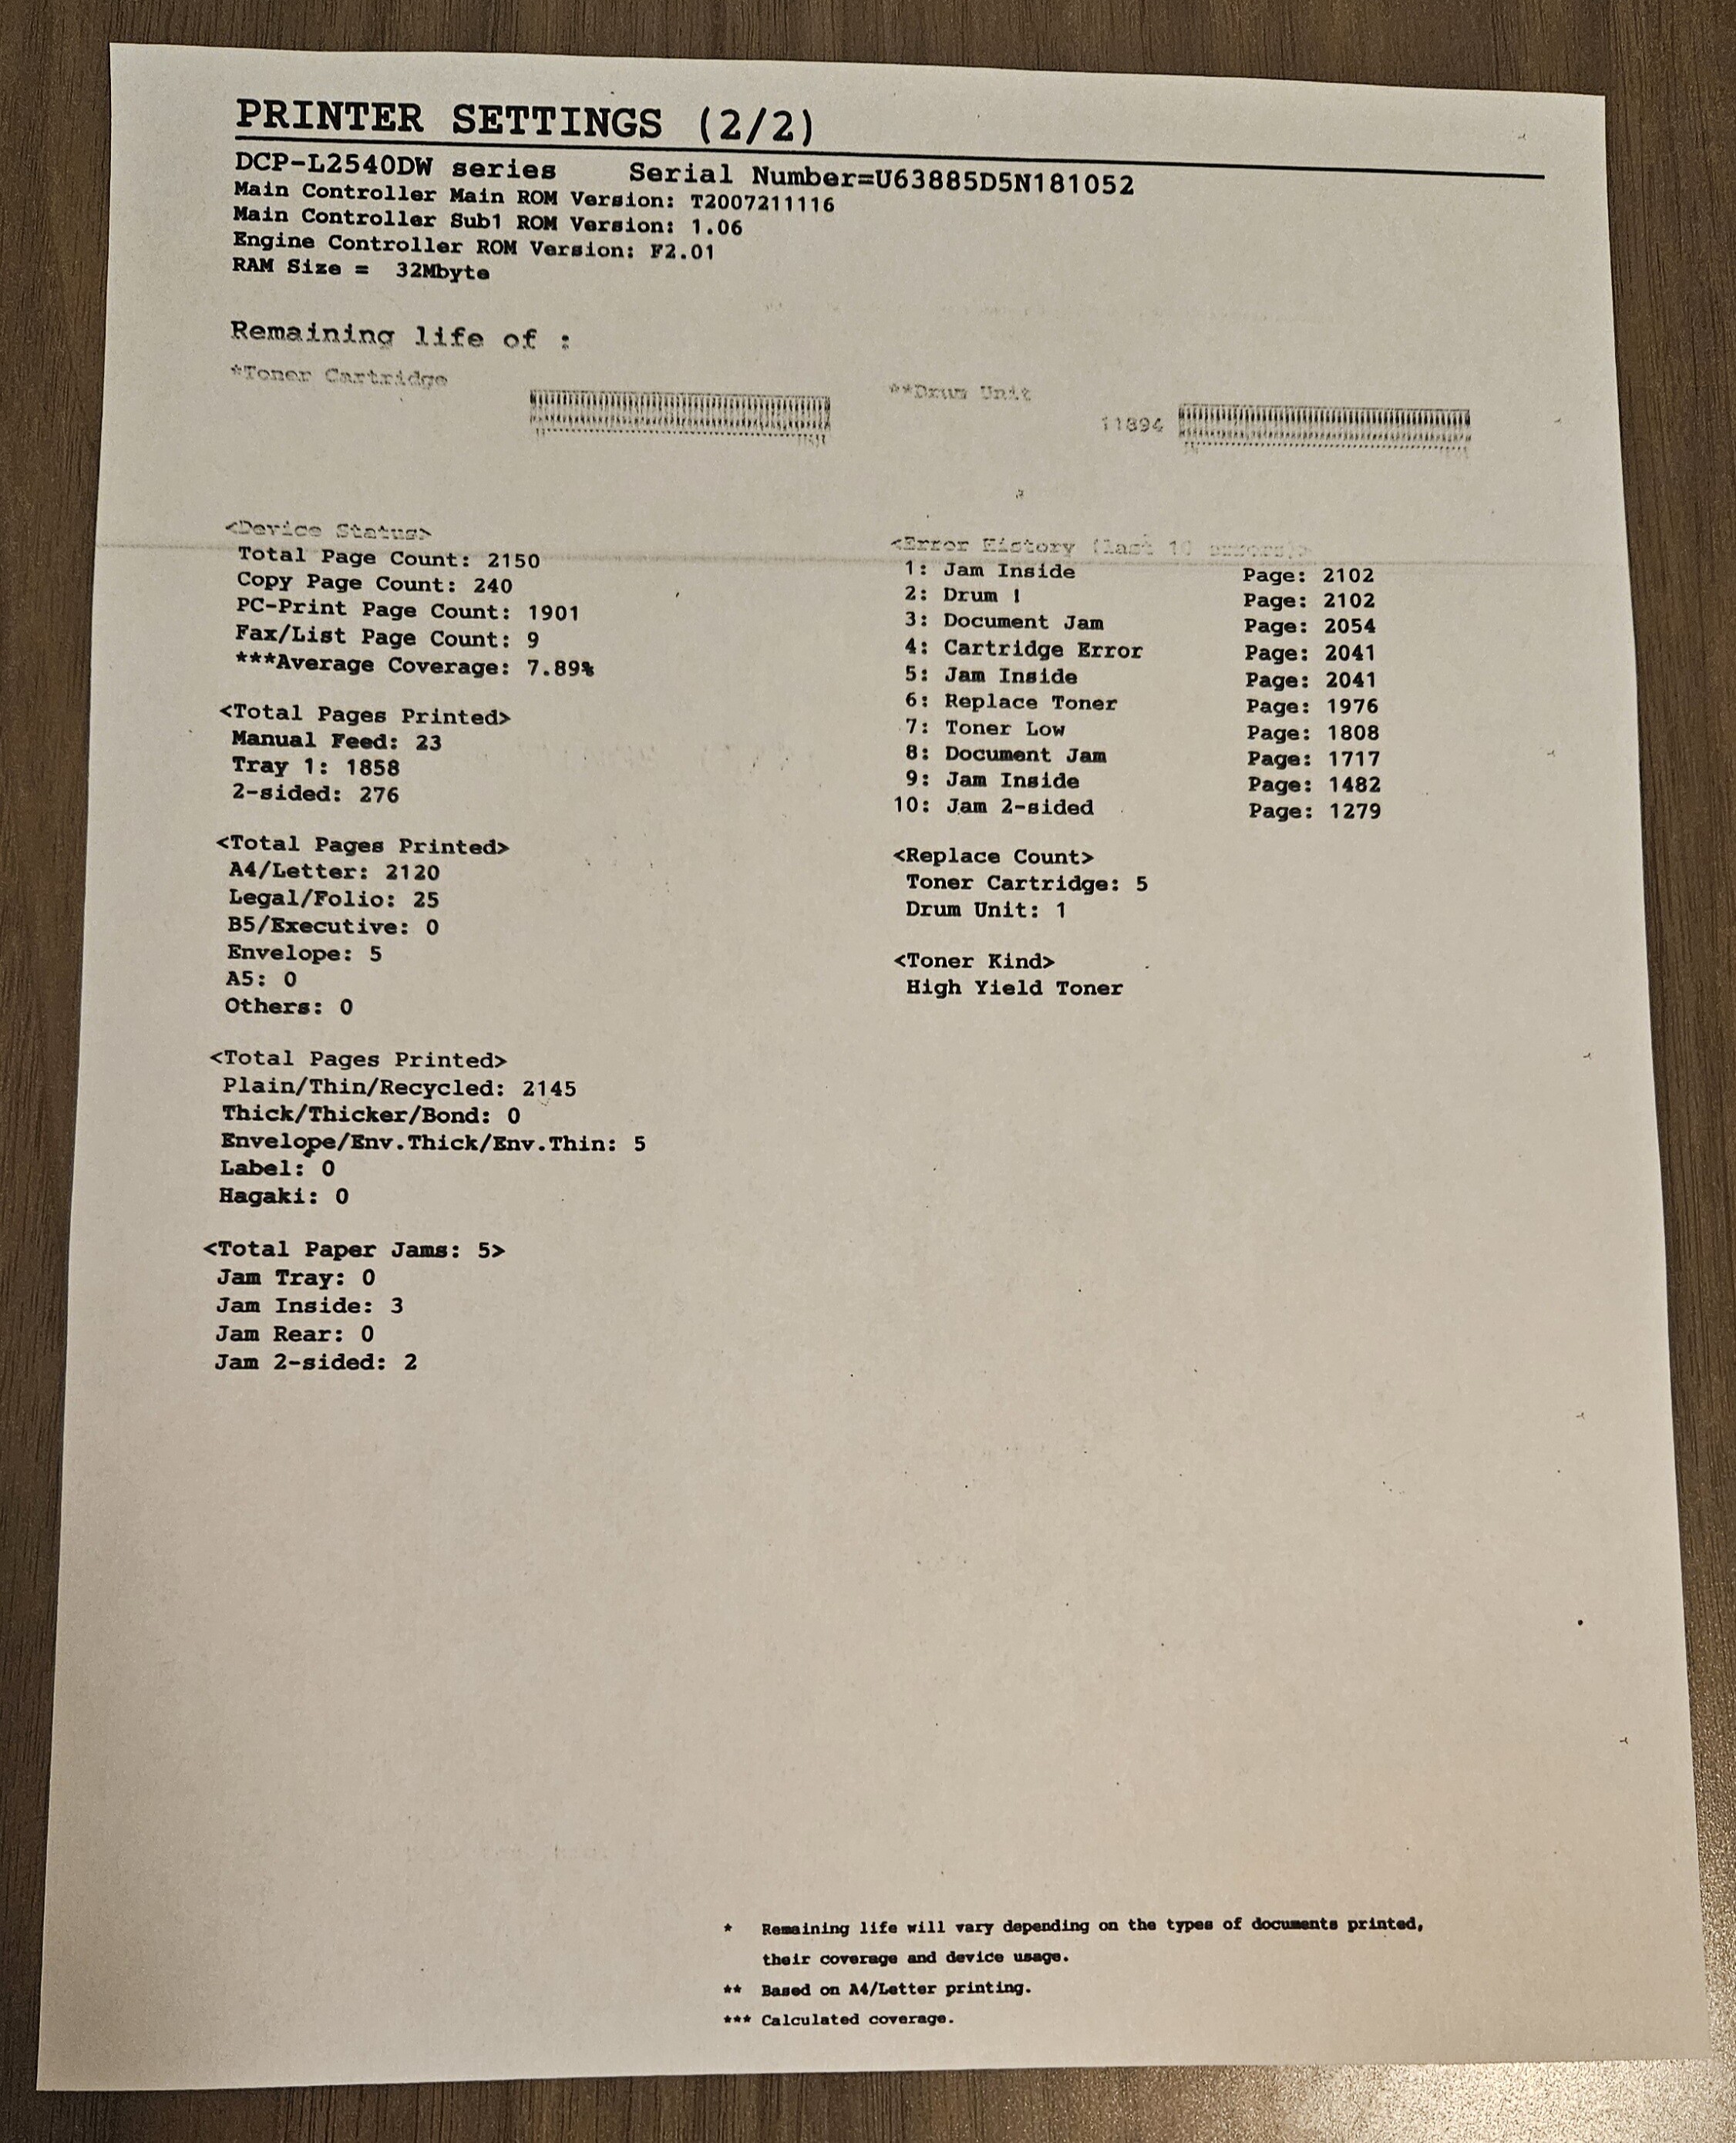 PRINTER SETTINGS (2/2)
DCP-L2540DW series Serial Number=U63885D5N181052
Main Controller Main ROM Version: T2007211116
Main Controller Sub1 ROM Version: 1.06
Engine Controller ROM Version: F2.01
RAM Size = 32Mbyte
Remaining life of :
*Toner Cartridge
**Drum Unit
11894
<Device Status>
Total Page Count: 2150
Copy Page Count: 240
PC-Print Page Count: 1901
Fax/List Page Count: 9
***Average Coverage: 7.89%
<Total Pages Printed>
Manual Feed: 23
Tray 1: 1858
2-sided: 276
<Total Pages Printed>
A4/Letter: 2120
Legal/Folio: 25
B5/Executive: 0
Envelope: 5
A5: 0
Others: 0
<Total Pages Printed>
Plain/Thin/Recycled: 2145
Thick/Thicker/Bond: 0
Envelope/Env.Thick/Env.Thin: 5
Label: 0
Hagaki: 0
<Total Paper Jams: 5>
Jam Tray: 0
Jam Inside: 3
Jam Rear: 0
Jam 2-sided: 2
<Error History (last 10 errors)>
1: Jam Inside Page: 2102
2: Drum ! Page: 2102
3: Document Jam Page: 2054
4: Cartridge Error Page: 2041
5: Jam Inside Page: 2041
6: Replace Toner Page: 1976
7: Toner Low Page: 1808
8: Document Jam Page: 1717
9: Jam Inside Page: 1482
10: Jam 2-sided Page: 1279
<Replace Count>
Toner Cartridge: 5
Drum Unit: 1
<Toner Kind>
High Yield Toner
* Remaining life will vary depending on the types of documents printed,
their coverage and device usage.
** Based on A4/Letter printing.
*** Calculated coverage.